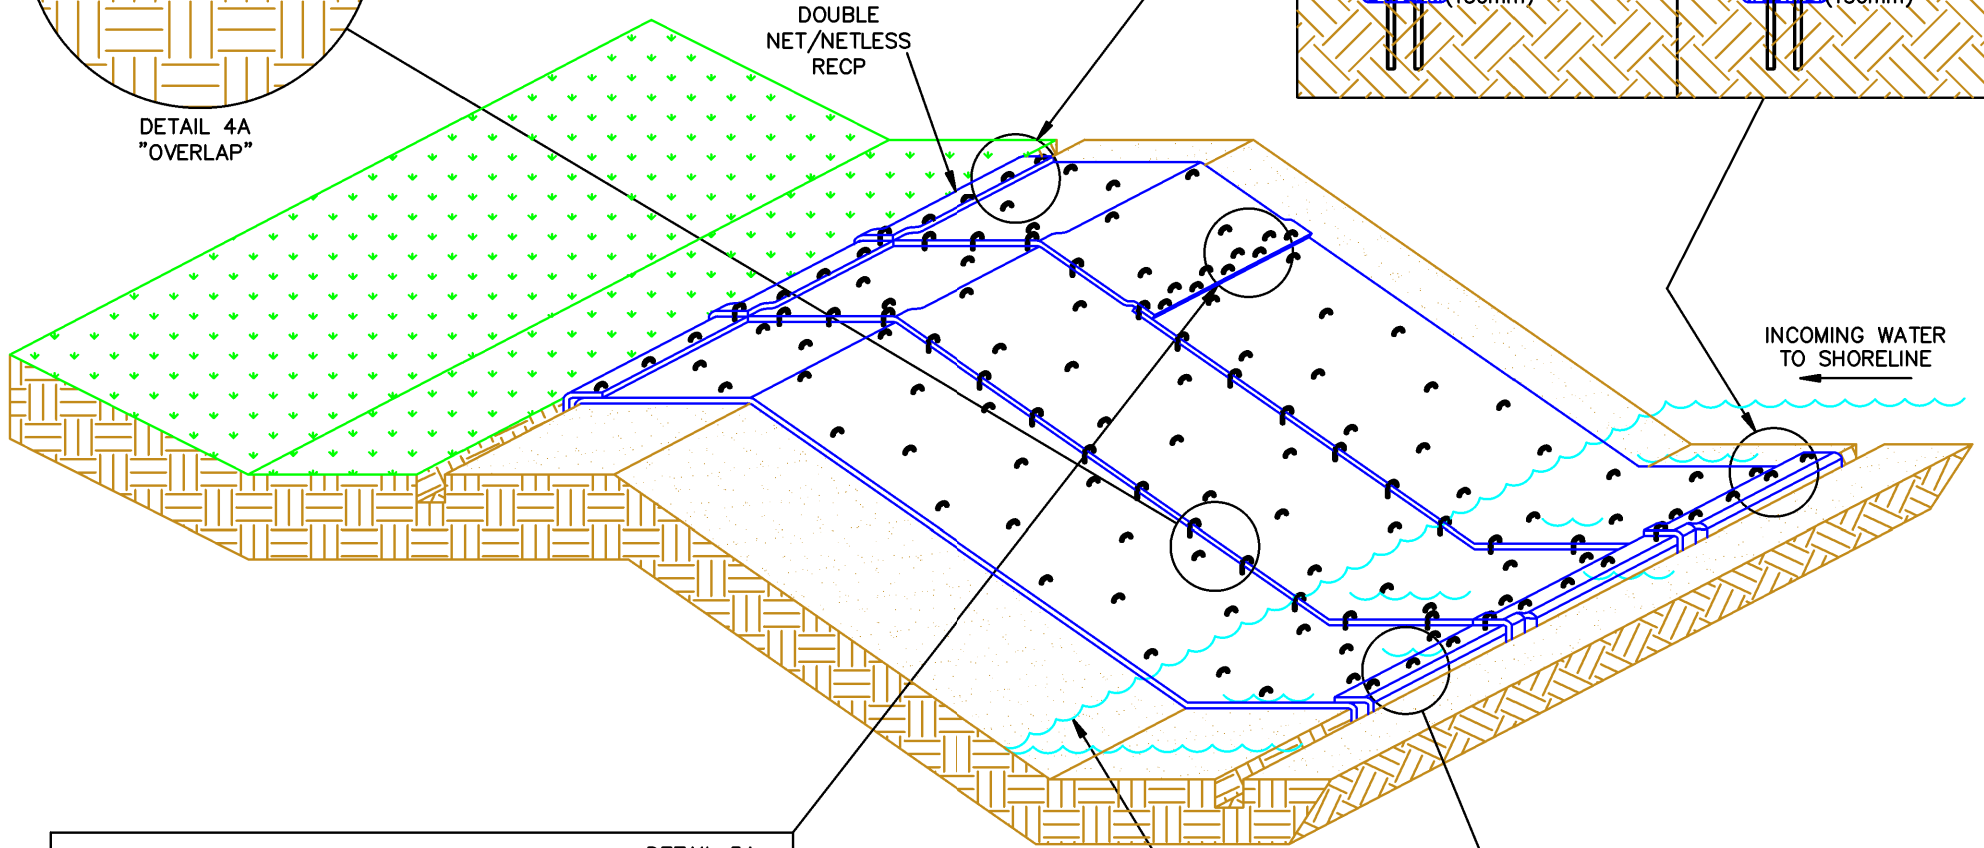 DOUBLE
NET/NETLESS
RECP
DETAIL 4A
"OVERLAP"
INCOMING WATER
TO SHORELINE